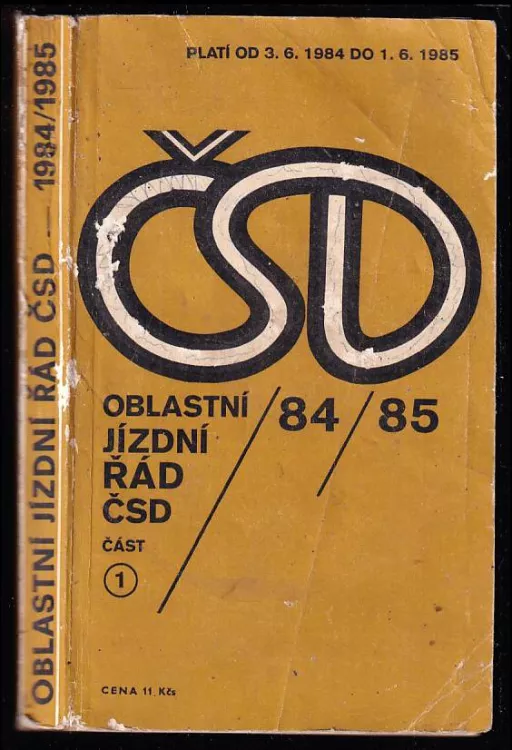 OBLASTNÍ JÍZDNÍ ŘÁD ČSD — 1984/1985
PLATÍ OD 3. 6. 1984 DO 1. 6. 1985
ČSD
OBLASTNÍ /84/85
JÍZDNÍ
ŘÁD
ČSD
ČÁST
1
CENA 11 Kčs